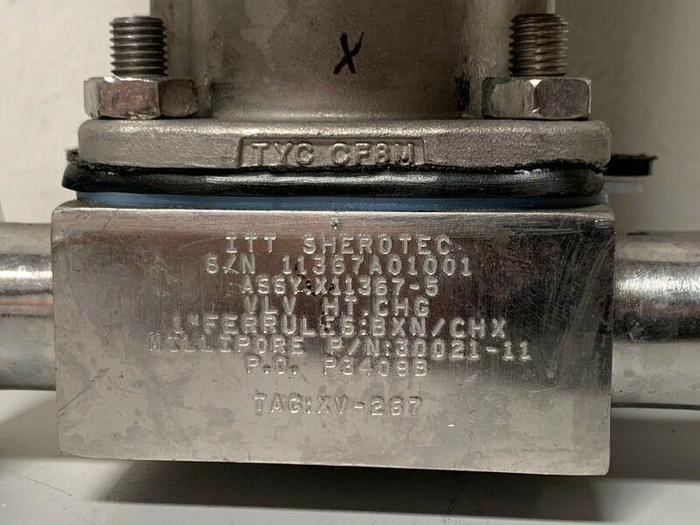 X
TYC CF8M
ITT SHEROTEC
S/N 11367A01001
ASSY:X11367-5
VLV HT.CHG
1"FERRULES:BXN/CHX
MILLIPORE P/N:30021-11
P.O. P3408B
TAG:XV-267